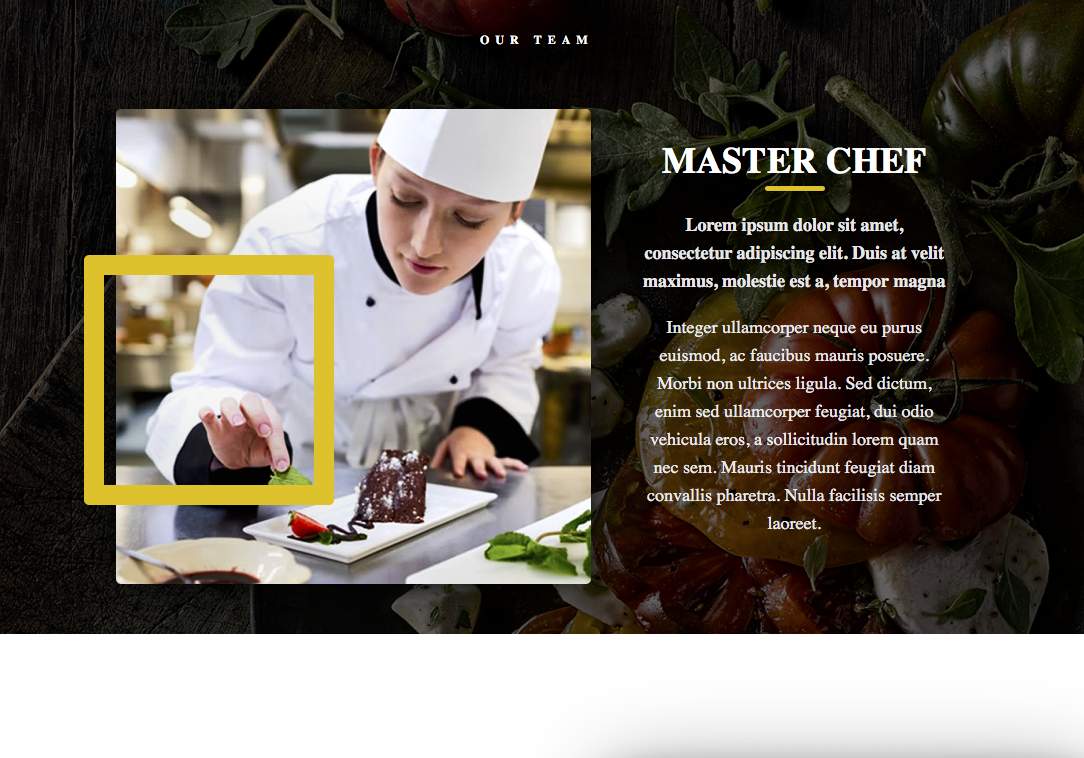 OUR TEAM
MASTER CHEF
Lorem ipsum dolor sit amet,
consectetur adipiscing elit. Duis at velit
maximus, molestie est a, tempor magna
Integer ullamcorper neque eu purus
euismod, ac faucibus mauris posuere.
Morbi non ultrices ligula. Sed dictum,
enim sed ullamcorper feugiat, dui odio
vehicula eros, a sollicitudin lorem quam
nec sem. Mauris tincidunt feugiat diam
convallis pharetra. Nulla facilisis semper
laoreet.